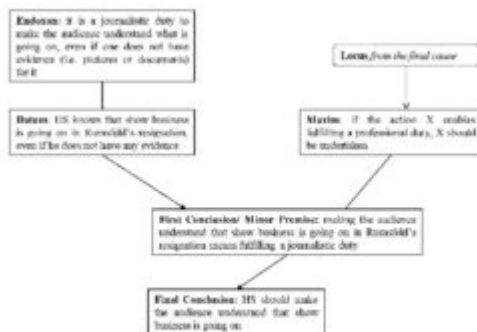 Endoxon: it is a journalistic duty to
make the audience understand what is
going on, even if one does not have
evidence (i.e. pictures or documents)
for it
Locus from the final cause
Datum: HS knows that show business
is going on in Rumsfeld's resignation,
even if he does not have any evidence
Maxim: if the action X enables
fulfilling a professional duty, X should
be undertaken
First Conclusion/ Minor Premise: making the audience
understand that show business is going on in Rumsfeld's
resignation means fulfilling a journalistic duty
Final Conclusion: HS should make
the audience understand that show
business is going on